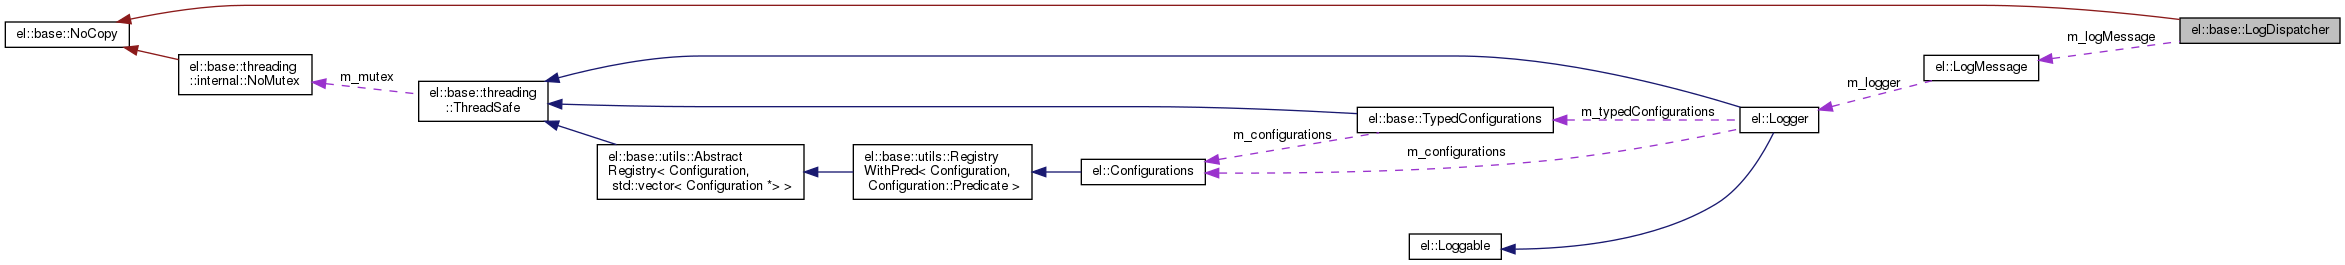 el::base::NoCopy
el::base::LogDispatcher
m_logMessage
el::base::threading
::internal::NoMutex
m_mutex
el::LogMessage
m_logger
el::base::threading
::ThreadSafe
el::base::TypedConfigurations
m_typedConfigurations
el::Logger
m_configurations
m_configurations
el::base::utils::Abstract
Registry< Configuration,
std::vector< Configuration *> >
el::base::utils::Registry
WithPred< Configuration,
Configuration::Predicate >
el::Configurations
el::Loggable